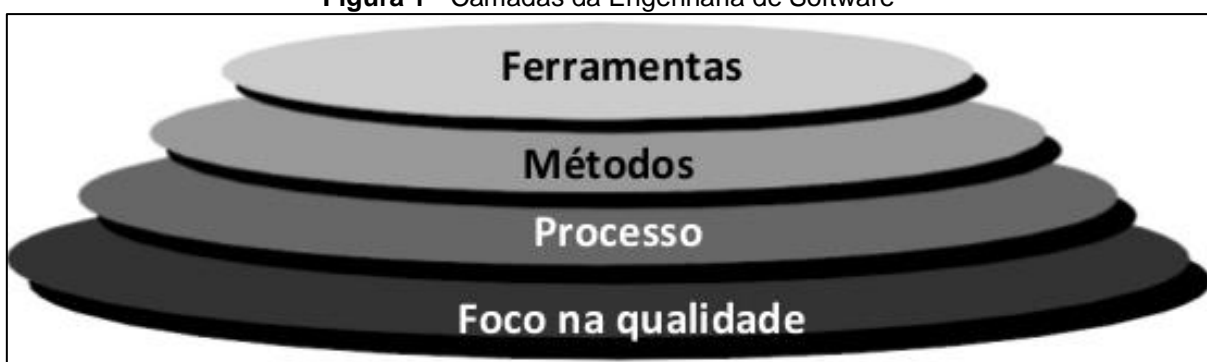 Figura 1 - Camadas da Engenharia de Software
Ferramentas
Métodos
Processo
Foco na qualidade